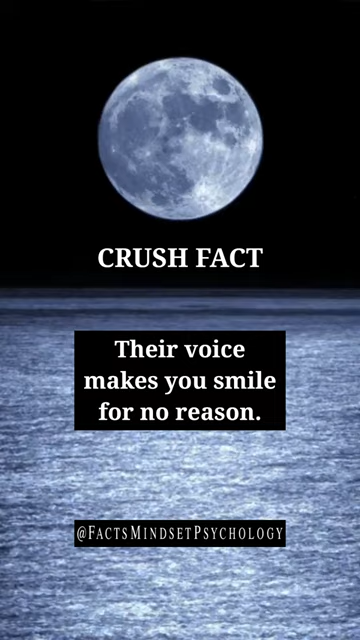 CRUSH FACT
Their voice
makes you smile
for no reason.
@FactsMindsetPsychology